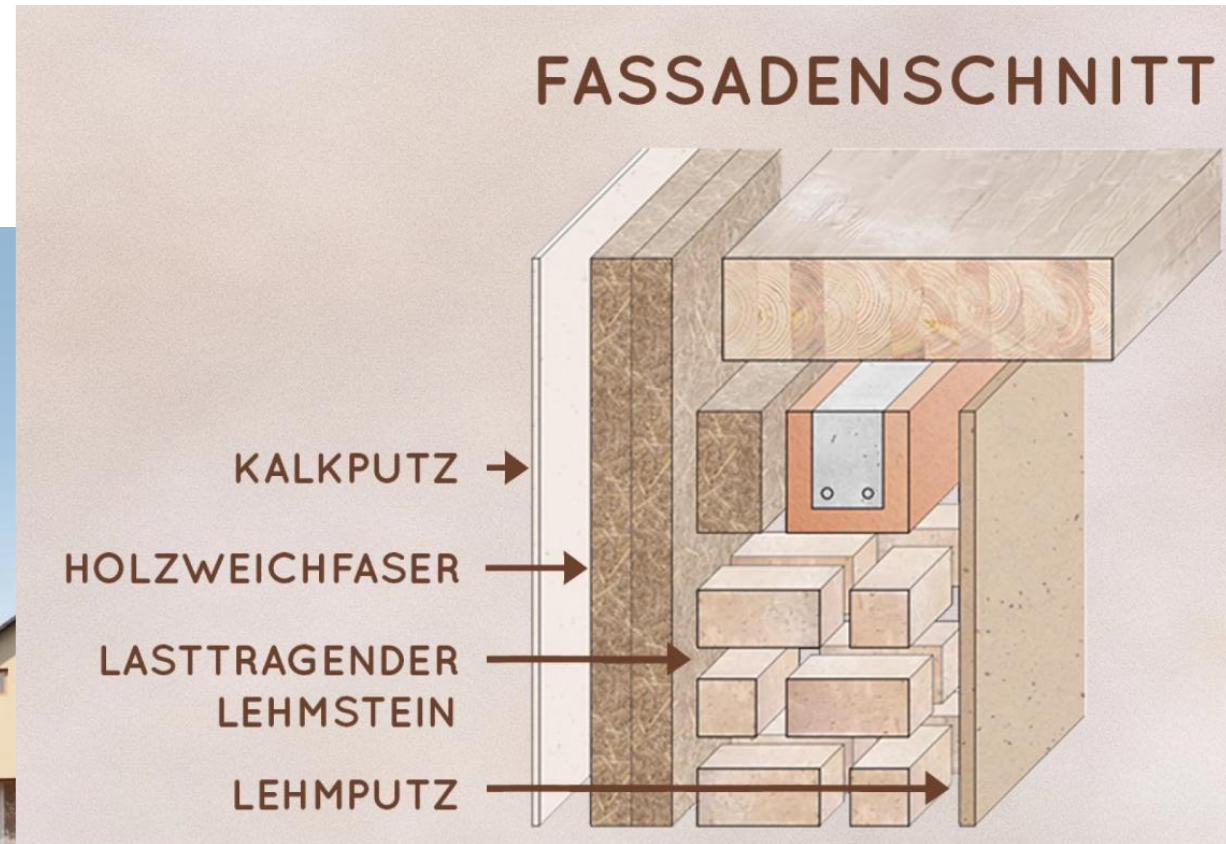 FASSADENSCHNITT
KALKPUTZ
HOLZWEICHFASER
LASTTRAGENDER
LEHMSTEIN
LEHMPUTZ